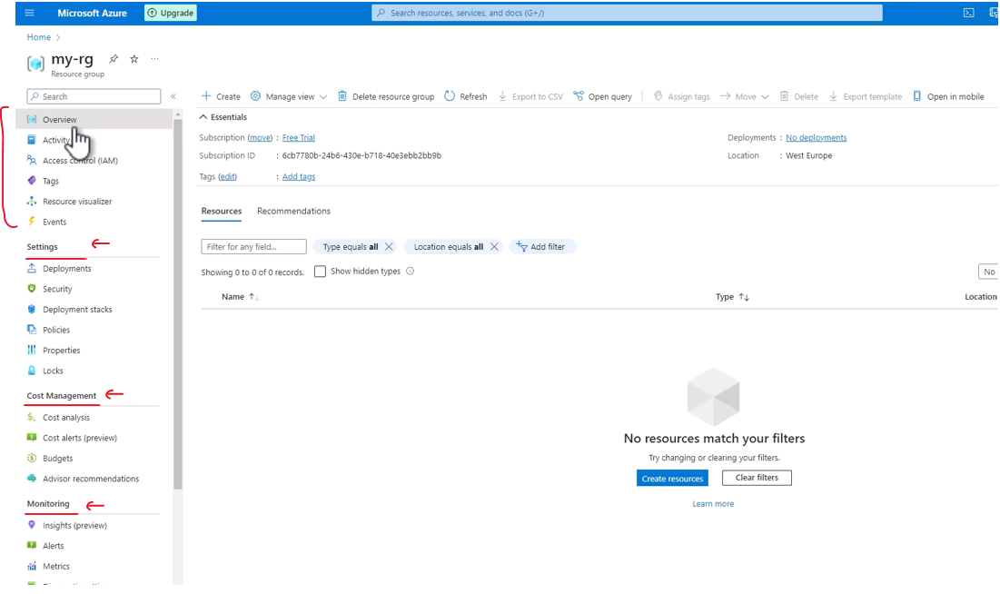 Microsoft Azure
Upgrade
Search resources, services, and docs (G+/)
Home >
my-rg
Resource group
Search
Overview
Activity
Access control (IAM)
Tags
Resource visualizer
Events
Settings
Deployments
Security
Deployment stacks
Policies
Properties
Locks
Cost Management
Cost analysis
Cost alerts (preview)
Budgets
Advisor recommendations
Monitoring
Insights (preview)
Alerts
Metrics
Create Manage view Delete resource group Refresh Export to CSV Open query Assign tags Move Delete Export template Open in mobile
Essentials
Subscription (move) : Free Trial
Subscription ID : 6cb7780b-24b6-430e-b718-40e3ebb2bb9b
Tags (edit) : Add tags
Deployments : No deployments
Location : West Europe
Resources Recommendations
Filter for any field...
Type equals all
Location equals all
Add filter
Showing 0 to 0 of 0 records.
Show hidden types
No
Name Type Location
No resources match your filters
Try changing or clearing your filters.
Create resources Clear filters
Learn more